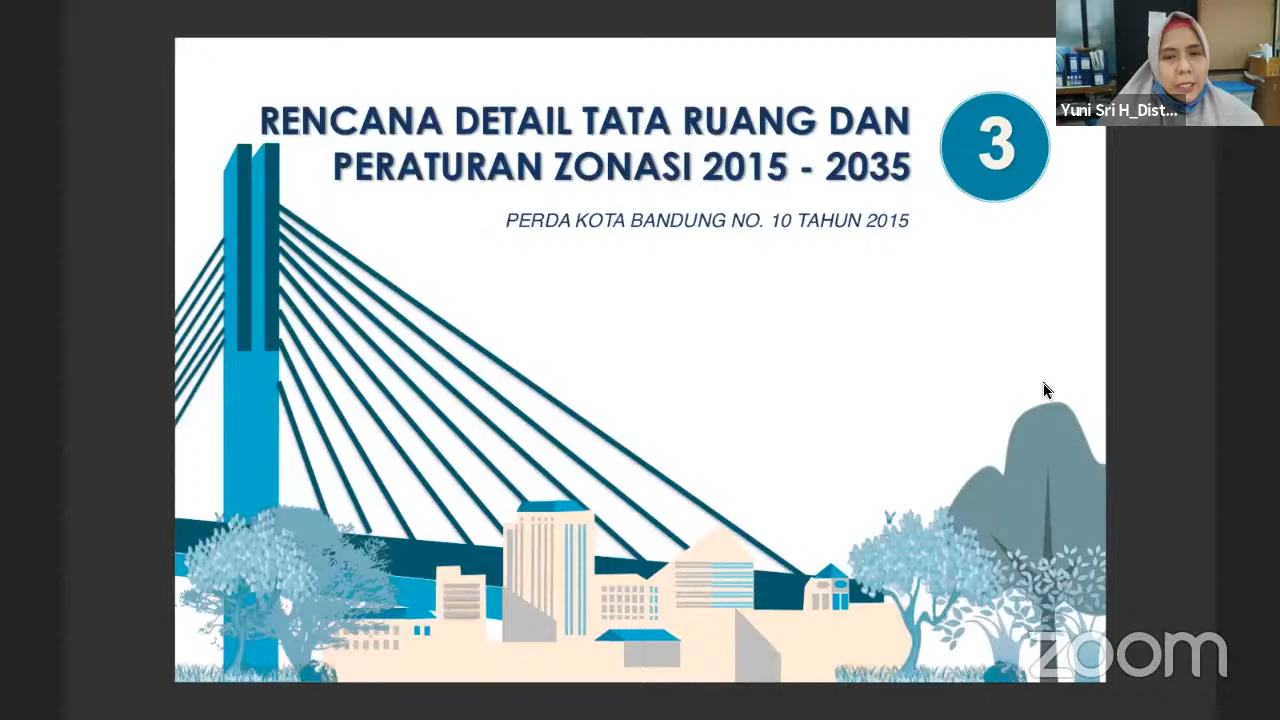 RENCANA DETAIL TATA RUANG DAN
PERATURAN ZONASI 2015 - 2035
3
PERDA KOTA BANDUNG NO. 10 TAHUN 2015
Yuni Sri H_Dist...
zoom